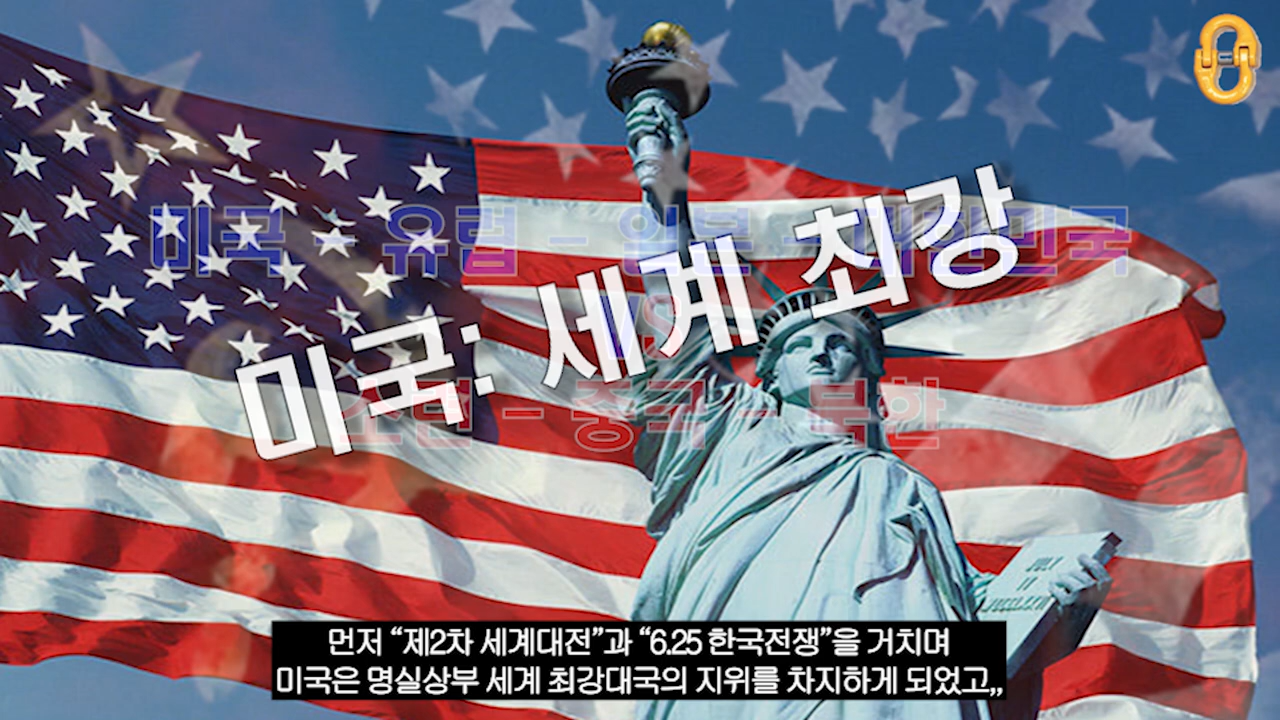 미국 - 유럽 - 일본 - 대한민국
VS
소련 - 중국 - 북한
미국: 세계 최강
JULY
IV
먼저 “제2차 세계대전”과 “6.25 한국전쟁”을 거치며
미국은 명실상부 세계 최강대국의 지위를 차지하게 되었고,,